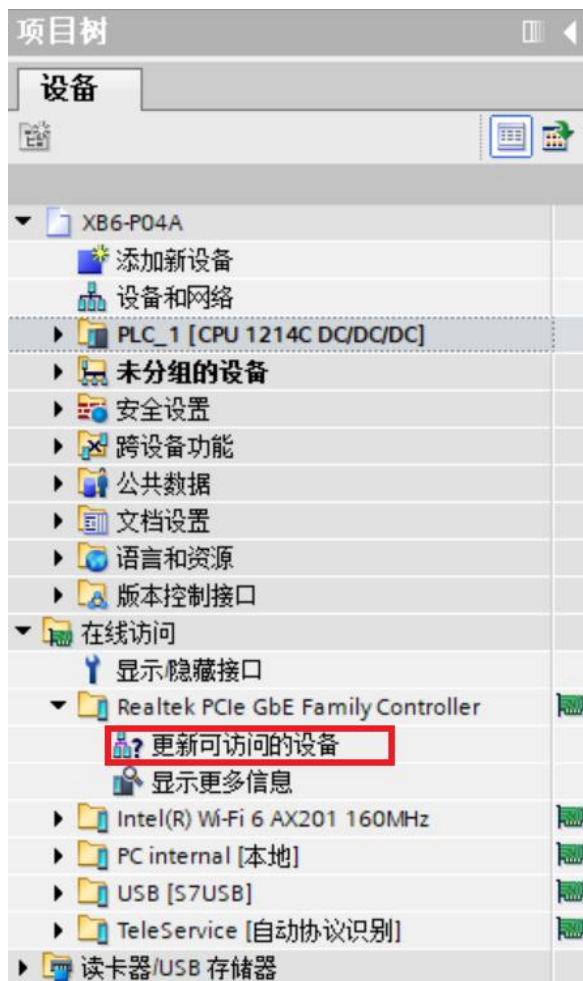 项目树
设备
XB6-P04A
添加新设备
设备和网络
PLC_1 [CPU 1214C DC/DC/DC]
未分组的设备
安全设置
跨设备功能
公共数据
文档设置
语言和资源
版本控制接口
在线访问
显示/隐藏接口
Realtek PCIe GbE Family Controller
更新可访问的设备
显示更多信息
Intel(R) Wi-Fi 6 AX201 160MHz
PC internal [本地]
USB [S7USB]
TeleService [自动协议识别]
读卡器/USB 存储器